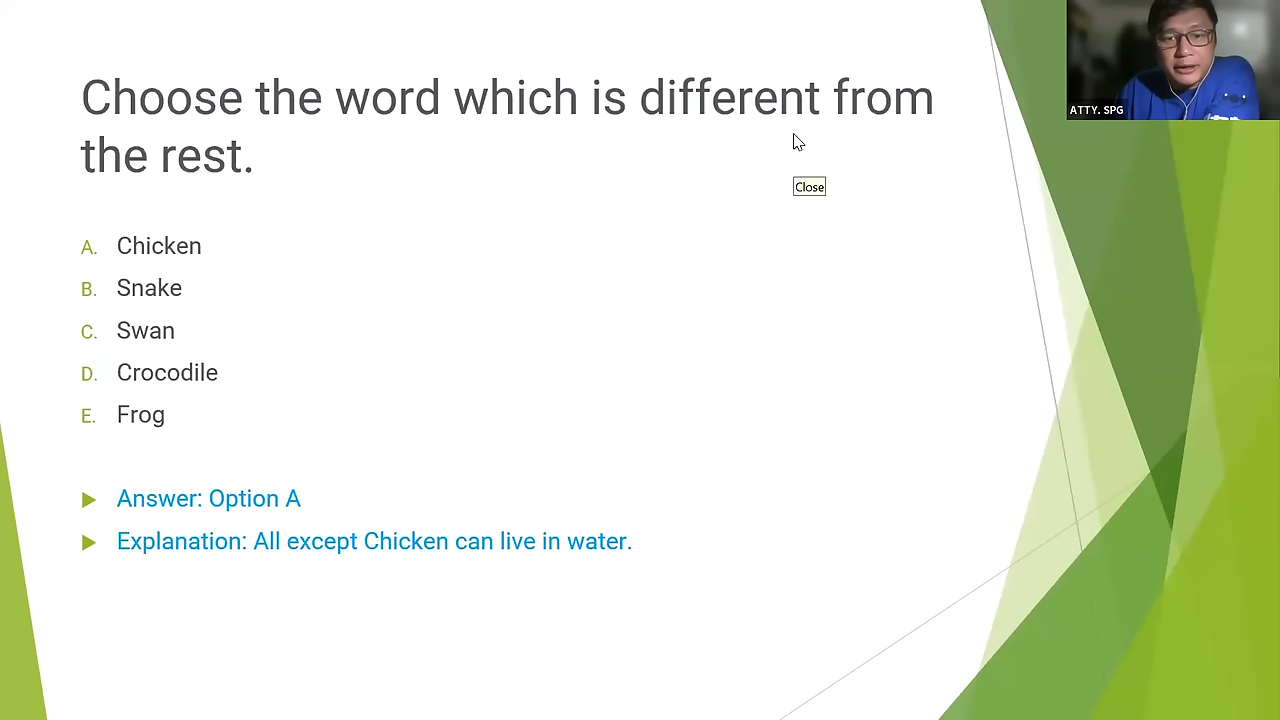 Choose the word which is different from
the rest.
ATTY. SPG
Close
A. Chicken
B. Snake
C. Swan
D. Crocodile
E. Frog
Answer: Option A
Explanation: All except Chicken can live in water.